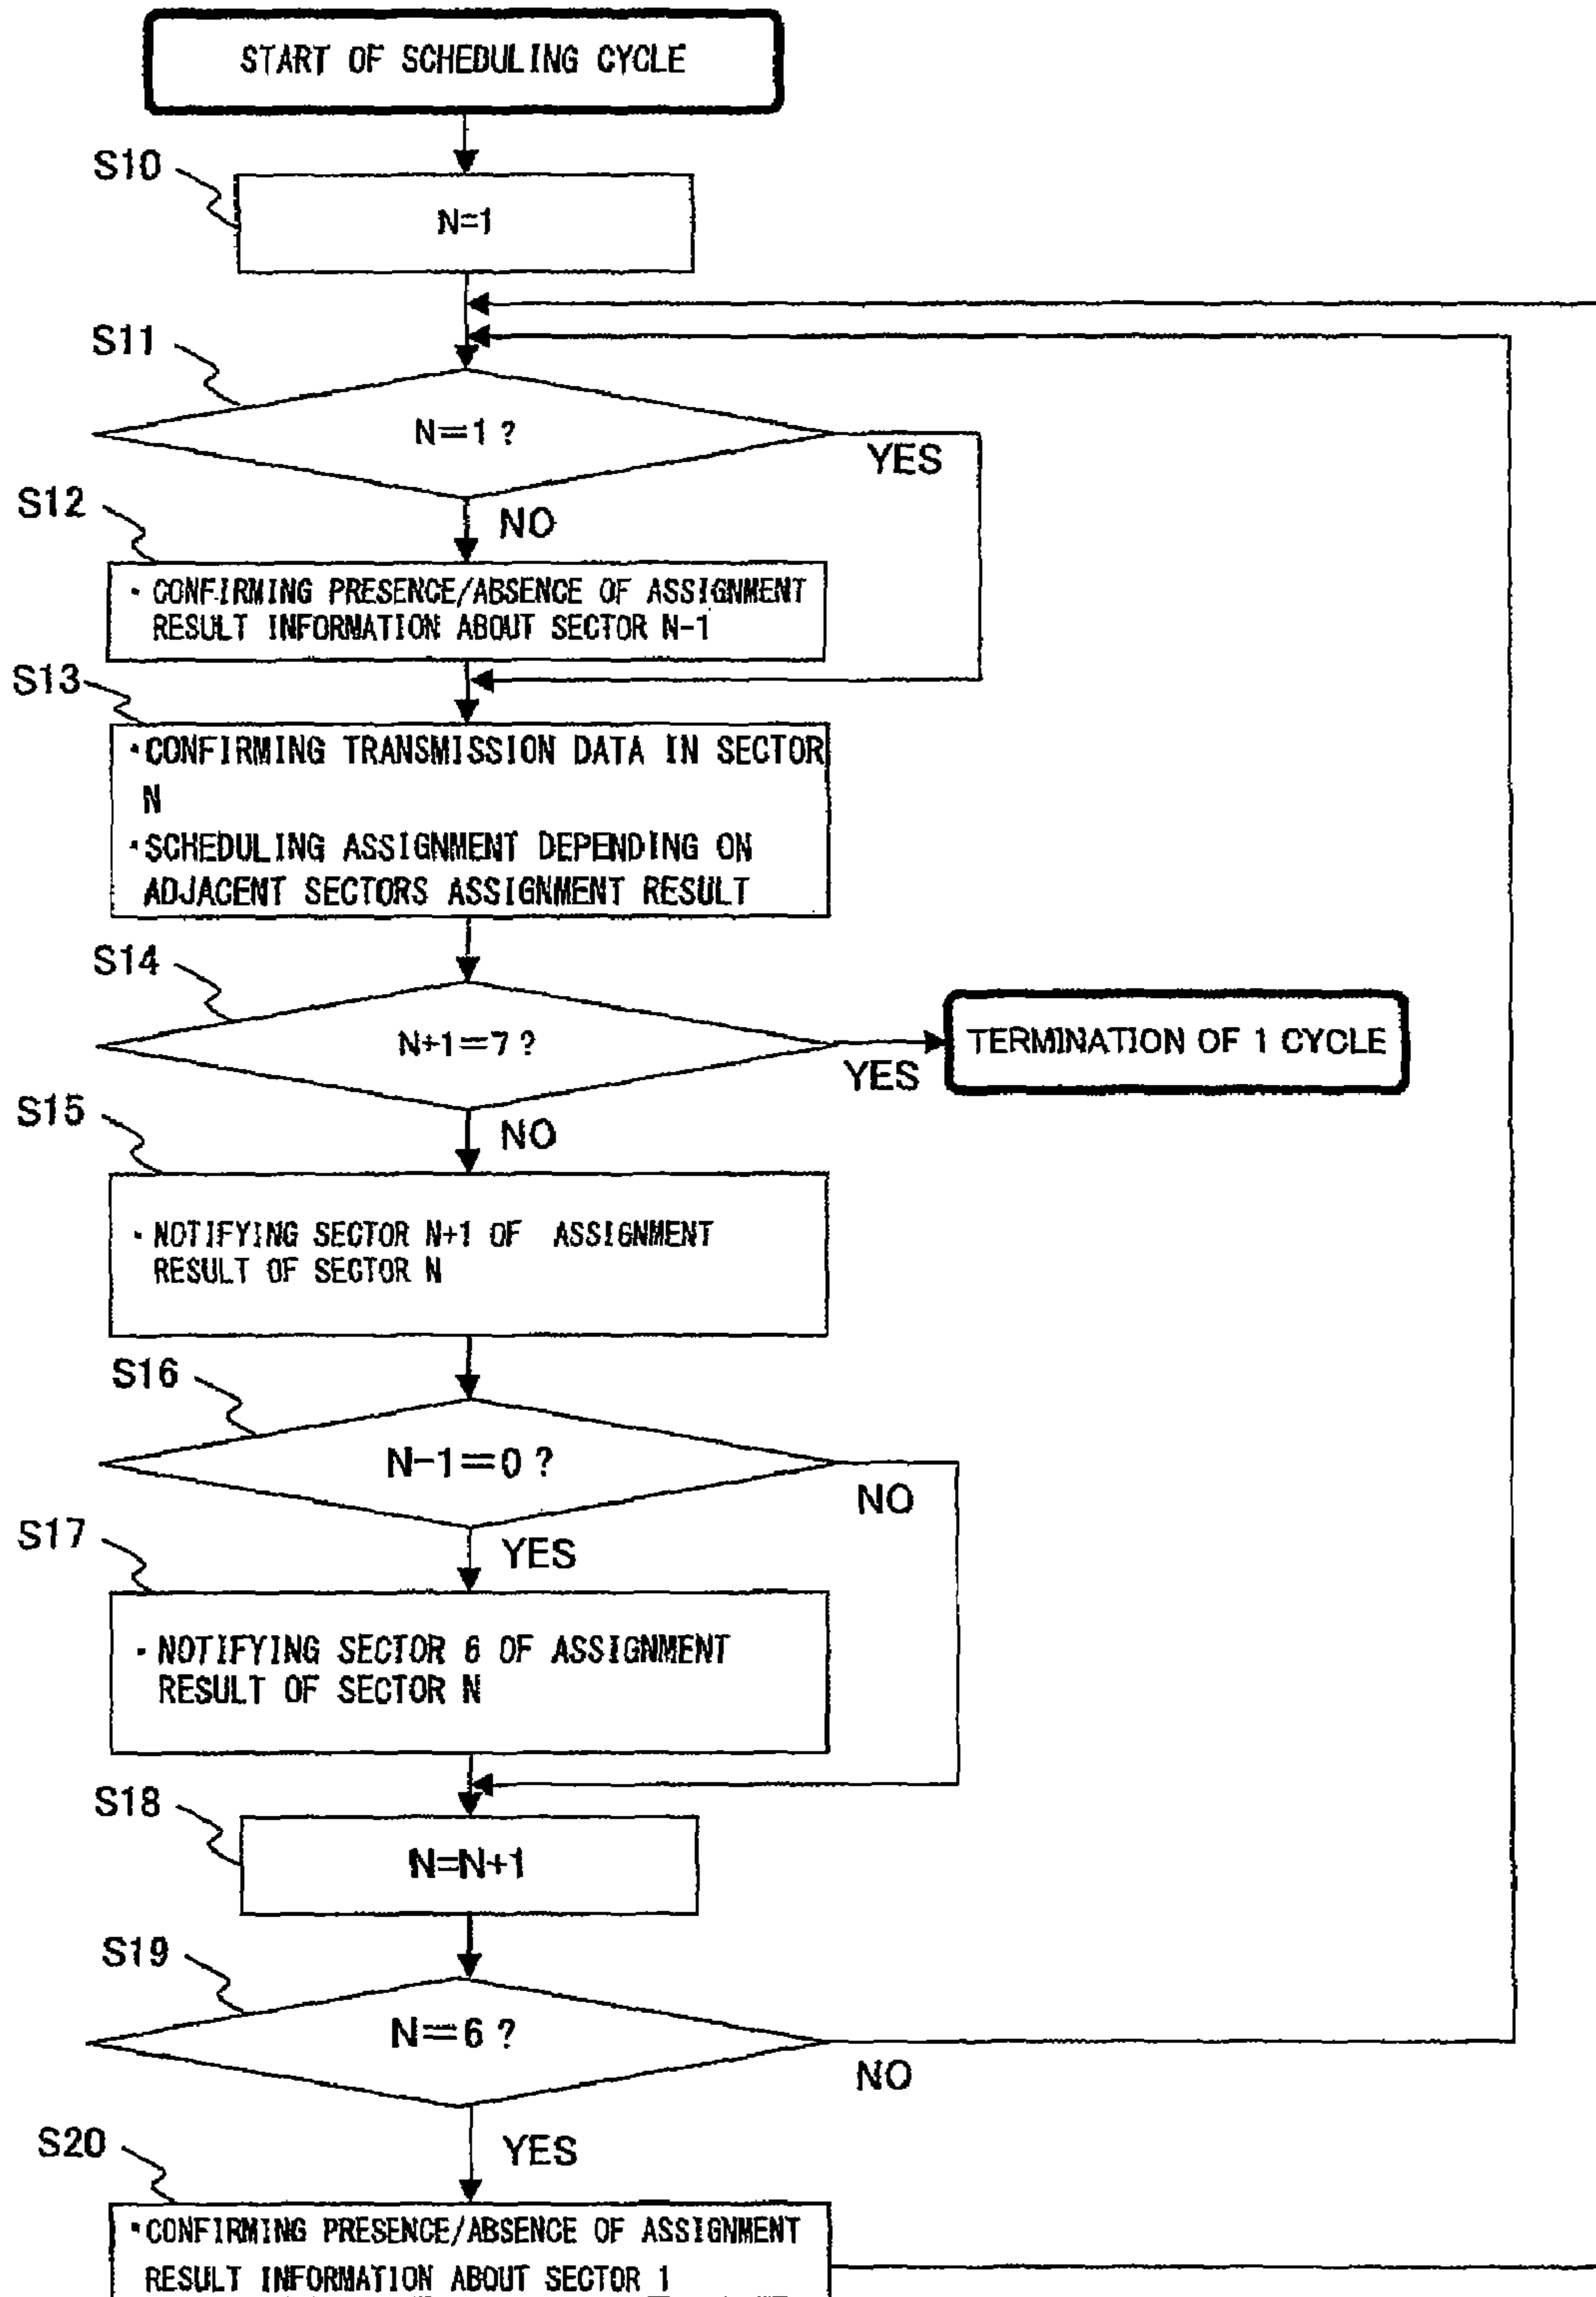 START OF SCHEDULING CYCLE
S10
N=1
S11
N=1?
YES
S12
NO
・CONFIRMING PRESENCE/ABSENCE OF ASSIGNMENT
RESULT INFORMATION ABOUT SECTOR N-1
S13
・CONFIRMING TRANSMISSION DATA IN SECTOR
N
・SCHEDULING ASSIGNMENT DEPENDING ON
ADJACENT SECTORS ASSIGNMENT RESULT
S14
N+1=7?
YES
TERMINATION OF 1 CYCLE
S15
NO
・NOTIFYING SECTOR N+1 OF ASSIGNMENT
RESULT OF SECTOR N
S16
N-1=0?
NO
S17
YES
・NOTIFYING SECTOR 6 OF ASSIGNMENT
RESULT OF SECTOR N
S18
N=N+1
S19
N=6?
NO
S20
YES
・CONFIRMING PRESENCE/ABSENCE OF ASSIGNMENT
RESULT INFORMATION ABOUT SECTOR 1